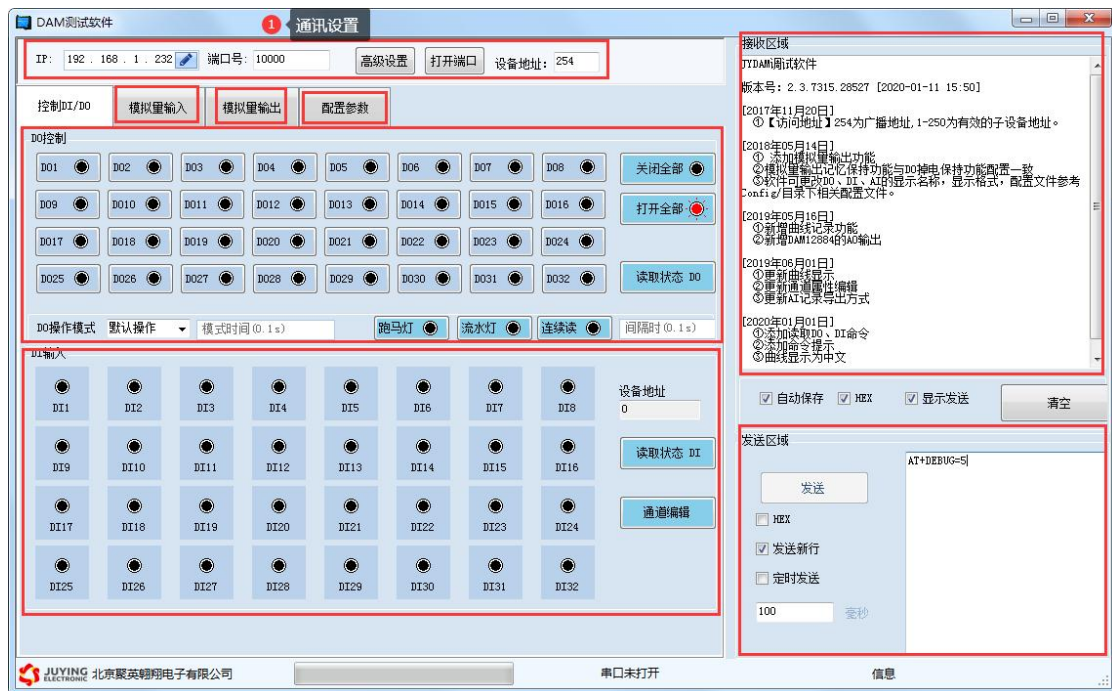 DAM测试软件
1 通讯设置
IP: 192 . 168 . 1 . 232 端口号: 10000 高级设置 打开端口 设备地址: 254
控制DI/DO 模拟量输入 模拟量输出 配置参数
DO控制
DO1 DO2 DO3 DO4 DO5 DO6 DO7 DO8 关闭全部
DO9 DO10 DO11 DO12 DO13 DO14 DO15 DO16 打开全部
DO17 DO18 DO19 DO20 DO21 DO22 DO23 DO24
DO25 DO26 DO27 DO28 DO29 DO30 DO31 DO32 读取状态 DO
DO操作模式 默认操作 模式时间(0.1s) 跑马灯 流水灯 连续读 间隔时(0.1s)
DI输入
DI1 DI2 DI3 DI4 DI5 DI6 DI7 DI8
设备地址
0
DI9 DI10 DI11 DI12 DI13 DI14 DI15 DI16
读取状态 DI
DI17 DI18 DI19 DI20 DI21 DI22 DI23 DI24
通道编辑
DI25 DI26 DI27 DI28 DI29 DI30 DI31 DI32
接收区域
JYDAM调试软件
版本号: 2.3.7315.28527 [2020-01-11 15:50]
[2017年11月20日]
①【访问地址】254为广播地址,1-250为有效的子设备地址。
[2018年05月14日]
① 添加模拟量输出功能
②模拟量输出记忆保持功能与DO掉电保持功能配置一致
③软件可更改DO、DI、AI的显示名称，显示格式，配置文件参考
Config/目录下相关配置文件。
[2019年05月16日]
①新增曲线记录功能
②新增DAM12884的AO输出
[2019年06月01日]
①更新曲线显示
②更新通道属性编辑
③更新AI记录导出方式
[2020年01月01日]
①添加读取DO、DI命令
②添加命令提示
③曲线显示为中文
自动保存 HEX 显示发送 清空
发送区域
AT+DEBUG=5
发送
HEX
发送新行
定时发送
100 毫秒
JUYING ELECTRONIC 北京聚英翱翔电子有限公司 串口未打开 信息